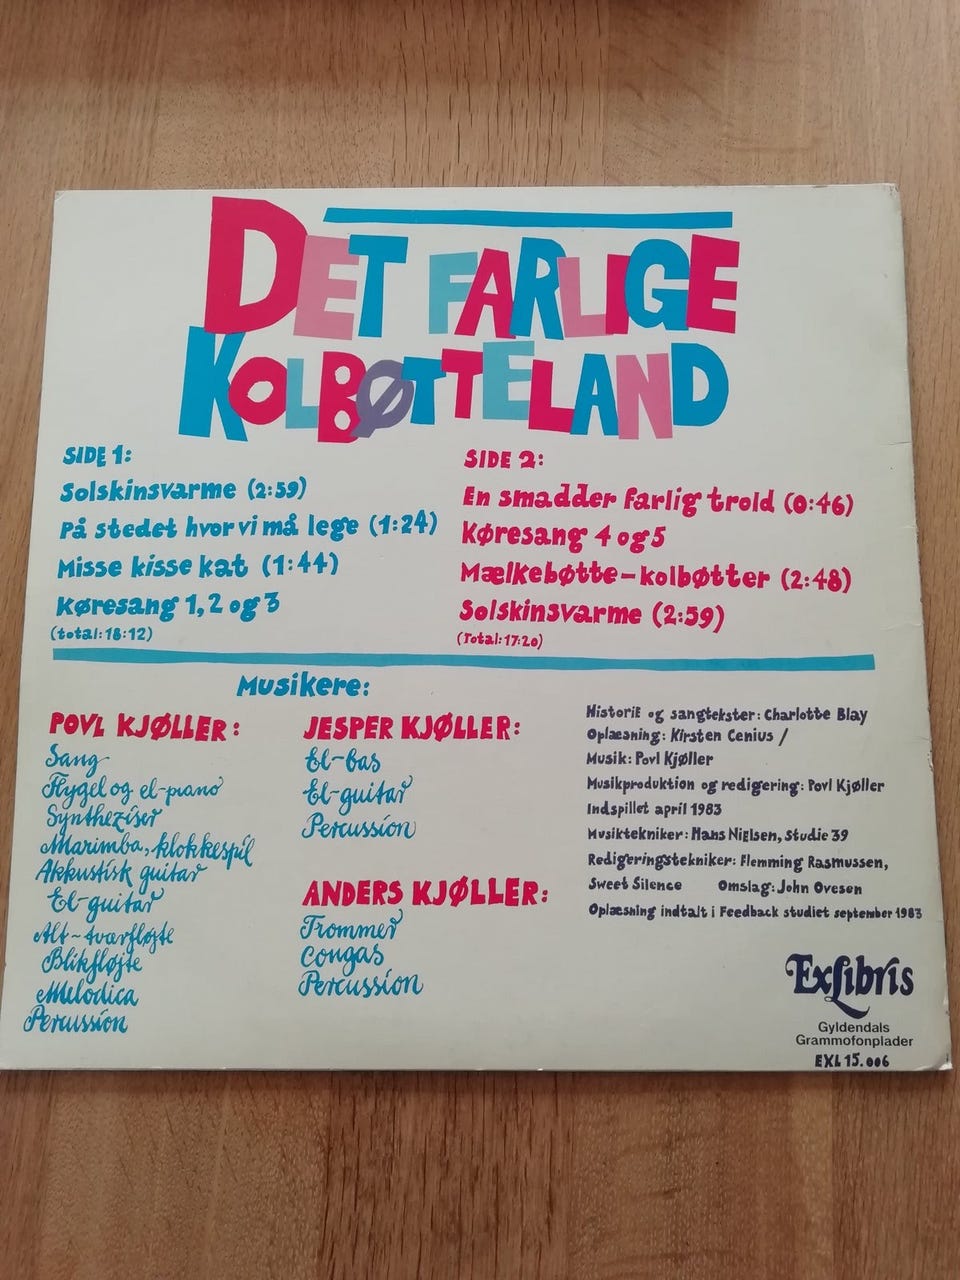 DET FARLIGE
KOLBØTTELAND
SIDE 1:
Solskinsvarme (2:59)
På stedet hvor vi må lege (1:24)
Misse kisse kat (1:44)
Køresang 1, 2 og 3
(total: 18:12)
SIDE 2:
En smadder farlig trold (0:46)
Køresang 4 og 5
Mælkebøtte-kolbøtter (2:48)
Solskinsvarme (2:59)
(Total: 17:20)
Musikere:
POVL KJØLLER:
Sang
Flygel og el-piano
Syntheziser
Marimba, klokkespil
Akkustisk guitar
El-guitar
Alt-tværfløjte
Blikfløjte
Melodica
Percussion
JESPER KJØLLER:
El-bas
El-guitar
Percussion
ANDERS KJØLLER:
Trommer
Congas
Percussion
Historie og sangtekster: Charlotte Blay
Oplæsning: Kirsten Cenius /
Musik: Povl Kjøller
Musikproduktion og redigering: Povl Kjøller
Indspillet april 1983
Musiktekniker: Hans Nielsen, Studie 39
Redigeringstekniker: Flemming Rasmussen,
Sweet Silence Omslag: John Ovesen
Oplæsning indtalt i Feedback studiet september 1983
ExLibris
Gyldendals
Grammofonplader
EXL 15.006